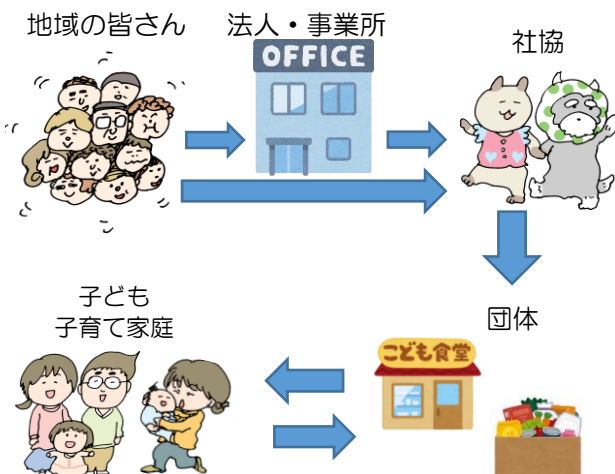 地域の皆さん
法人・事業所
社協
OFFICE
子ども
子育て家庭
団体
こども食堂